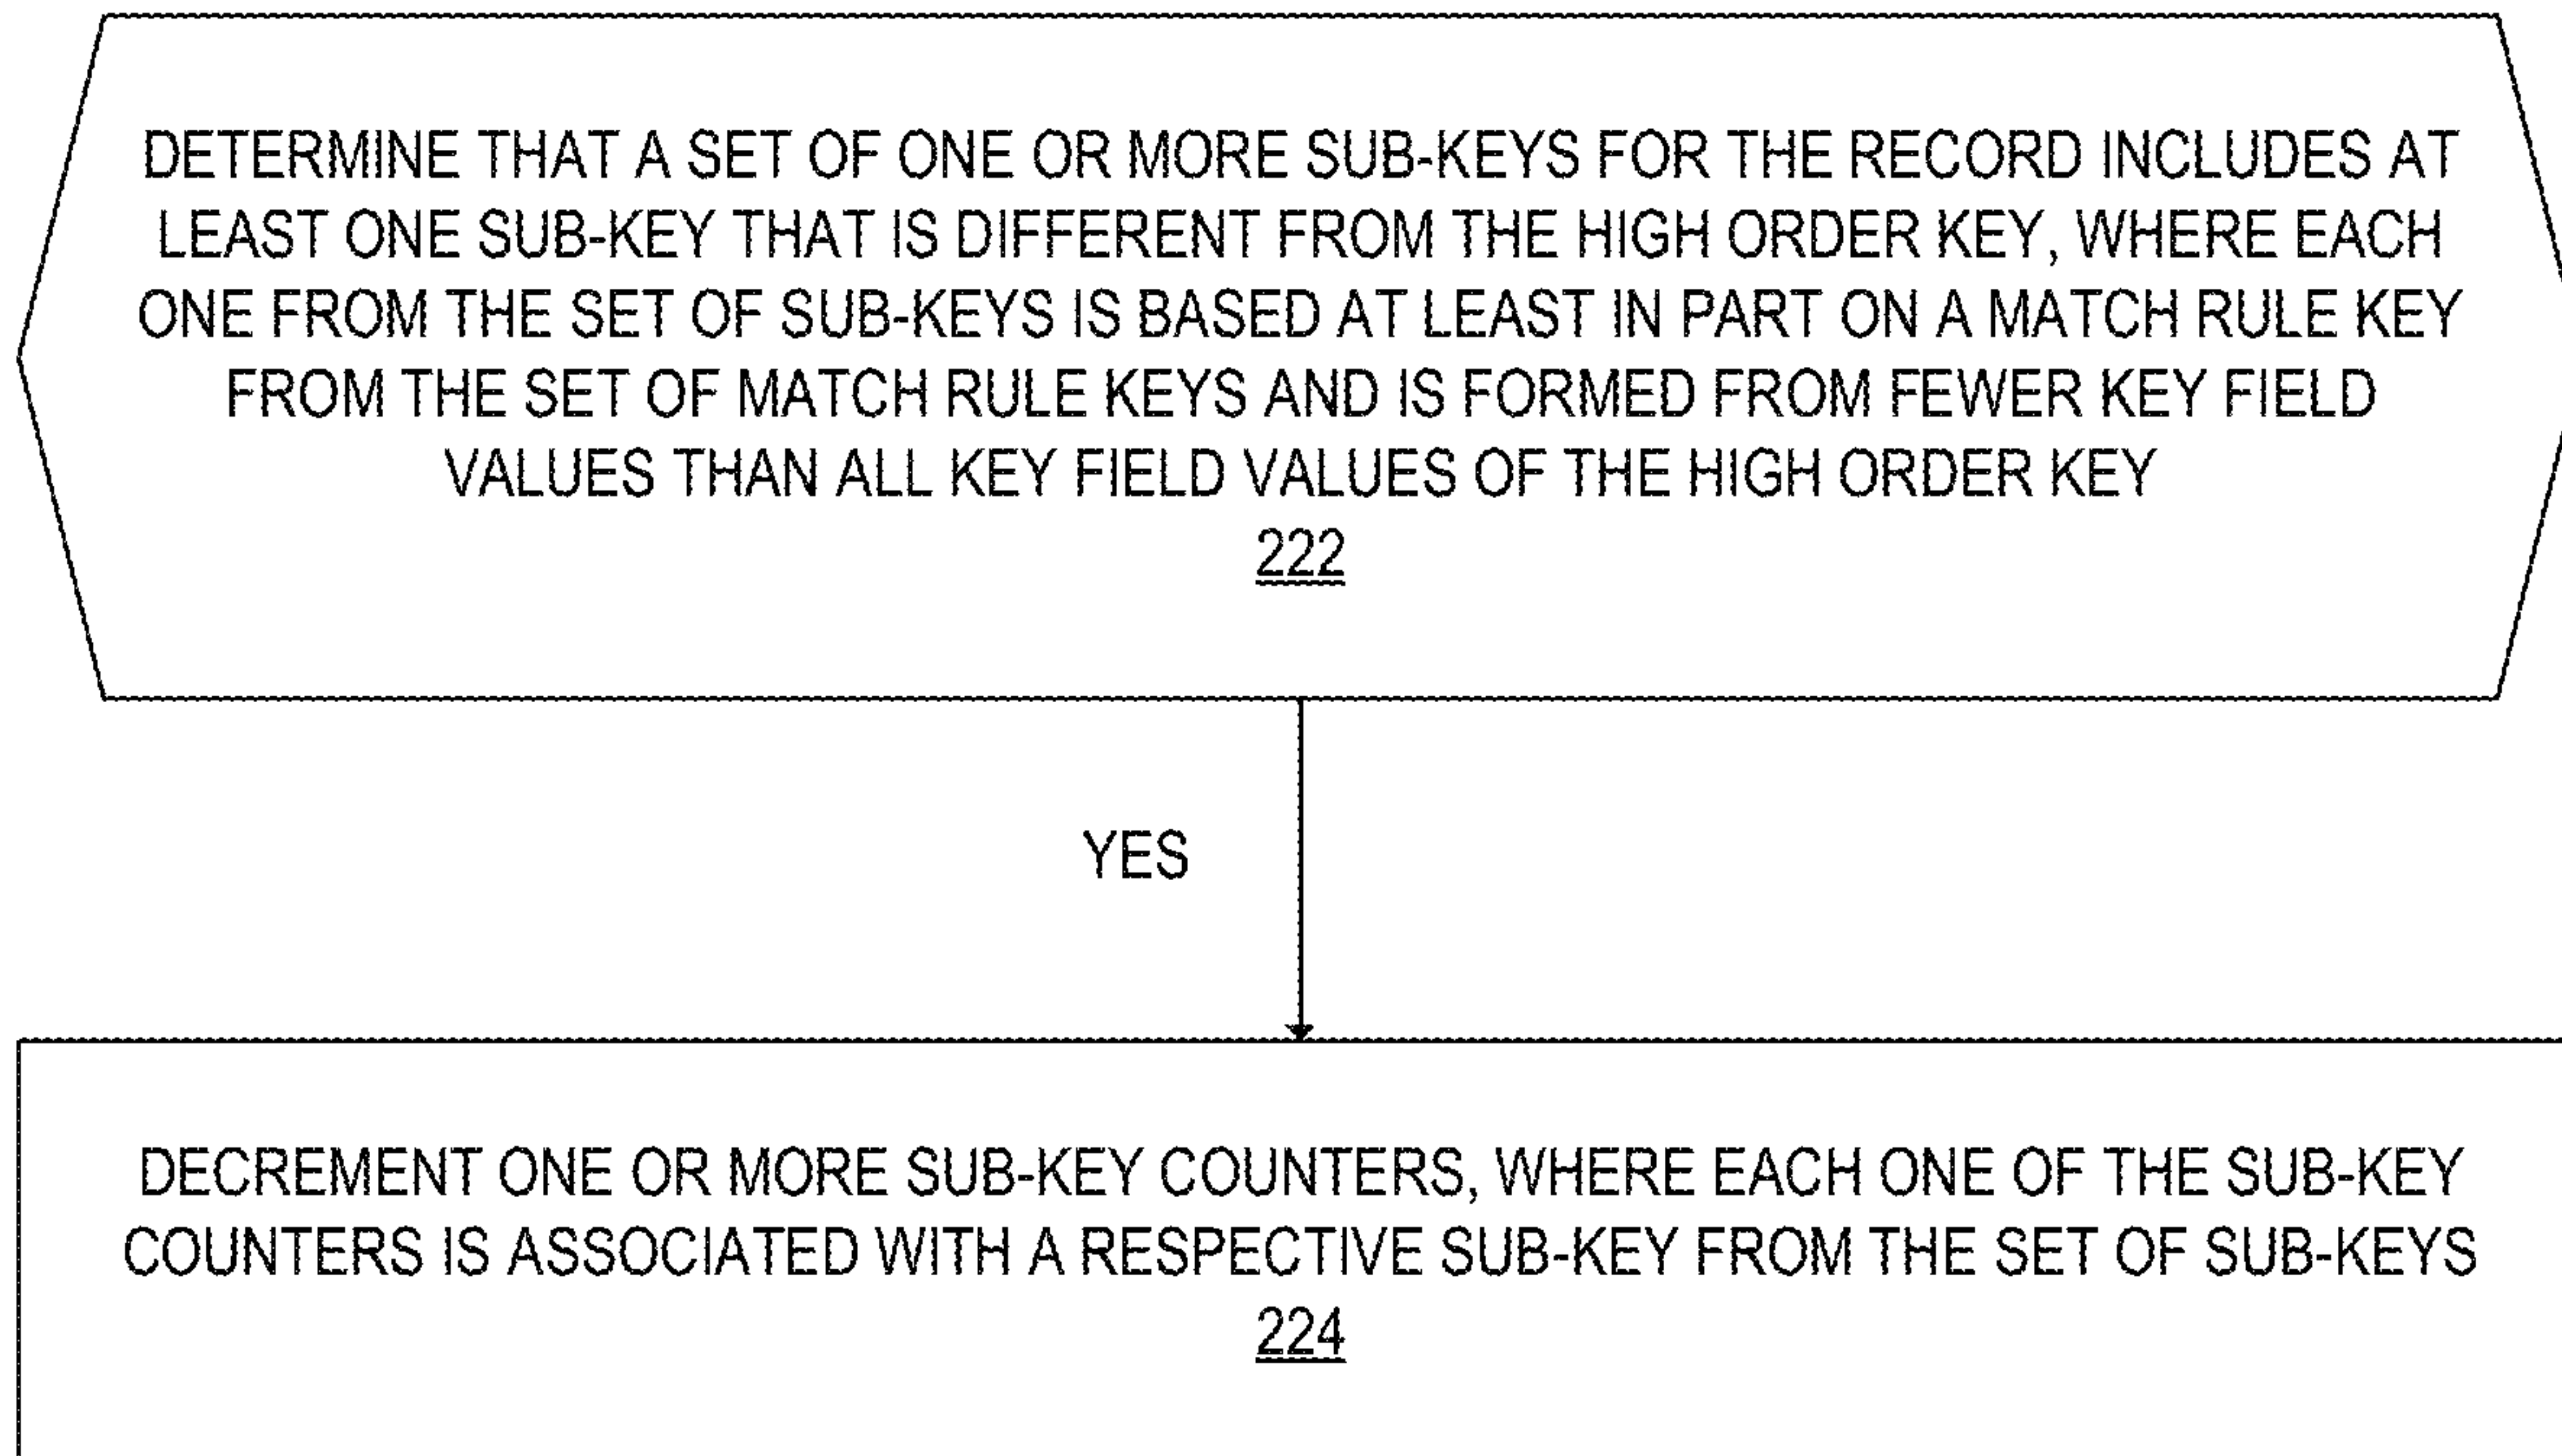 DETERMINE THAT A SET OF ONE OR MORE SUB-KEYS FOR THE RECORD INCLUDES AT
LEAST ONE SUB-KEY THAT IS DIFFERENT FROM THE HIGH ORDER KEY, WHERE EACH
ONE FROM THE SET OF SUB-KEYS IS BASED AT LEAST IN PART ON A MATCH RULE KEY
FROM THE SET OF MATCH RULE KEYS AND IS FORMED FROM FEWER KEY FIELD
VALUES THAN ALL KEY FIELD VALUES OF THE HIGH ORDER KEY
222
YES
DECREMENT ONE OR MORE SUB-KEY COUNTERS, WHERE EACH ONE OF THE SUB-KEY
COUNTERS IS ASSOCIATED WITH A RESPECTIVE SUB-KEY FROM THE SET OF SUB-KEYS
224